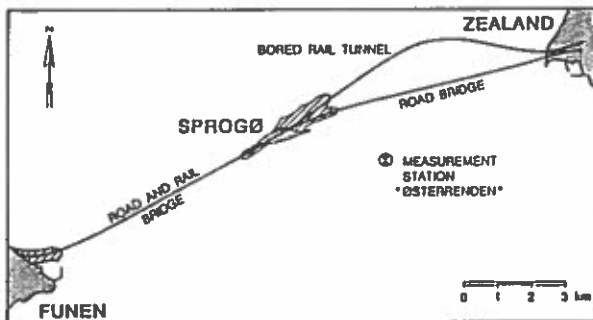 ZEALAND
N
BORED RAIL TUNNEL
ROAD BRIDGE
SPROGØ
MEASUREMENT
STATION
"ØSTERRENDEN"
ROAD AND RAIL
BRIDGE
FUNEN
0 1 2 3 km